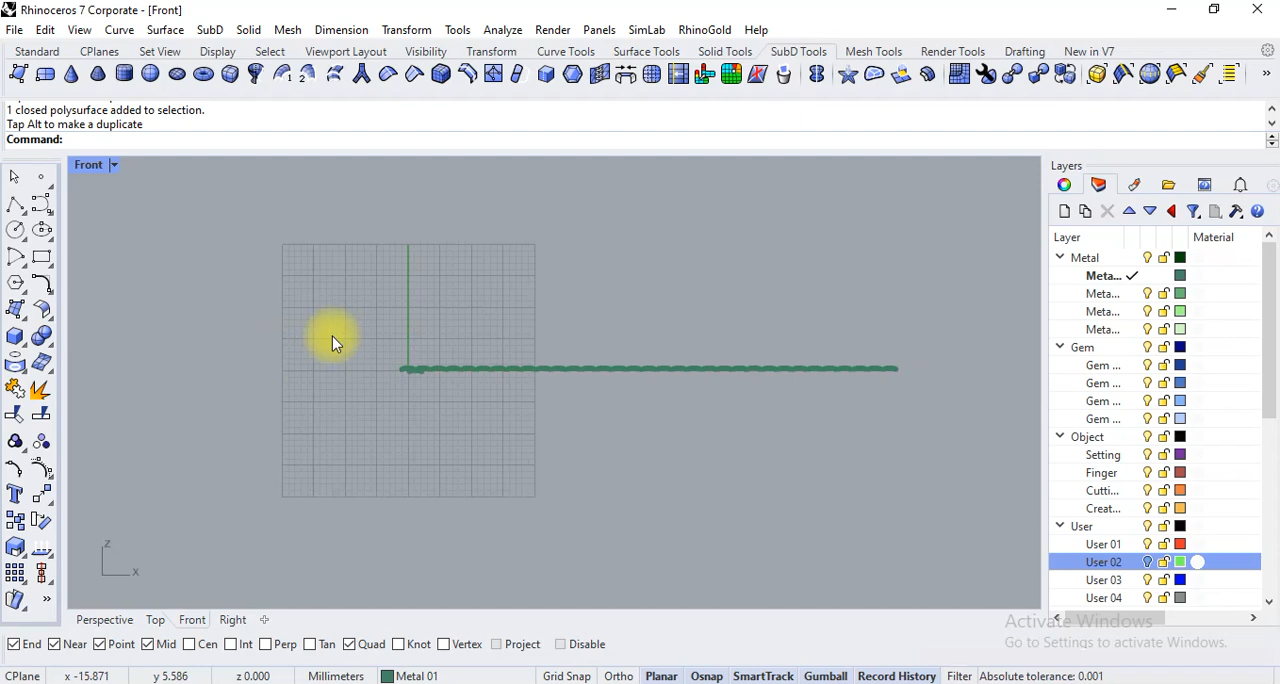 Rhinoceros 7 Corporate - [Front]
File Edit View Curve Surface SubD Solid Mesh Dimension Transform Tools Analyze Render Panels SimLab RhinoGold Help
Standard CPlanes Set View Display Select Viewport Layout Visibility Transform Curve Tools Surface Tools Solid Tools SubD Tools Mesh Tools Render Tools Drafting New in V7
1 closed polysurface added to selection.
Tap Alt to make a duplicate
Command:
Front
Layers
Layer Material
Metal
Meta...
Meta...
Meta...
Meta...
Gem
Gem ...
Gem ...
Gem ...
Gem ...
Object
Setting
Finger
Cutti...
Creat...
User
User 01
User 02
User 03
User 04
z
x
Perspective Top Front Right
Activate Windows
Go to Settings to activate Windows.
End Near Point Mid Cen Int Perp Tan Quad Knot Vertex Project Disable
CPlane x -15.871 y 5.586 z 0.000 Millimeters Metal 01 Grid Snap Ortho Planar Osnap SmartTrack Gumball Record History Filter Absolute tolerance: 0.001